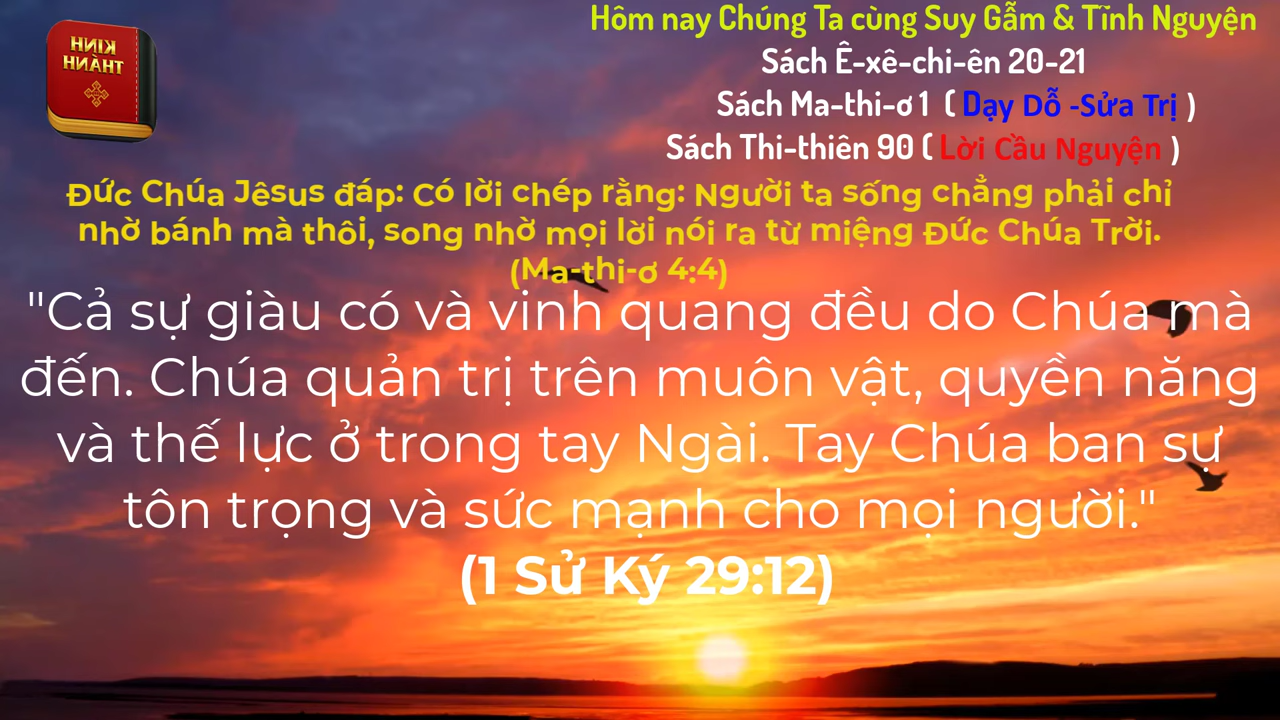 KINH
THÁNH
Hôm nay Chúng Ta cùng Suy Gẫm & Tĩnh Nguyện
Sách Ê-xê-chi-ên 20-21
Sách Ma-thi-ơ 1 ( Dạy Dỗ -Sửa Trị )
Sách Thi-thiên 90 ( Lời Cầu Nguyện )
Đức Chúa Jêsus đáp: Có lời chép rằng: Người ta sống chẳng phải chỉ
nhờ bánh mà thôi, song nhờ mọi lời nói ra từ miệng Đức Chúa Trời.
(Ma-thi-ơ 4:4)
"Cả sự giàu có và vinh quang đều do Chúa mà
đến. Chúa quản trị trên muôn vật, quyền năng
và thế lực ở trong tay Ngài. Tay Chúa ban sự
tôn trọng và sức mạnh cho mọi người."
(1 Sử Ký 29:12)